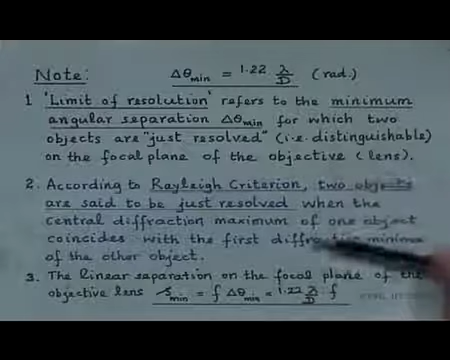 Note: Δθmin = 1.22 λ/D (rad.)
1 'Limit of resolution' refers to the minimum
angular separation Δθmin for which two
objects are "just resolved" (i.e. distinguishable)
on the focal plane of the objective (lens).
2. According to Rayleigh Criterion, two objects
are said to be just resolved when the
central diffraction maximum of one object
coincides with the first minima
of the other object.
3. The linear separation on the focal plane of the
objective lens smin = f Δθmin = 1.22 λ/D f